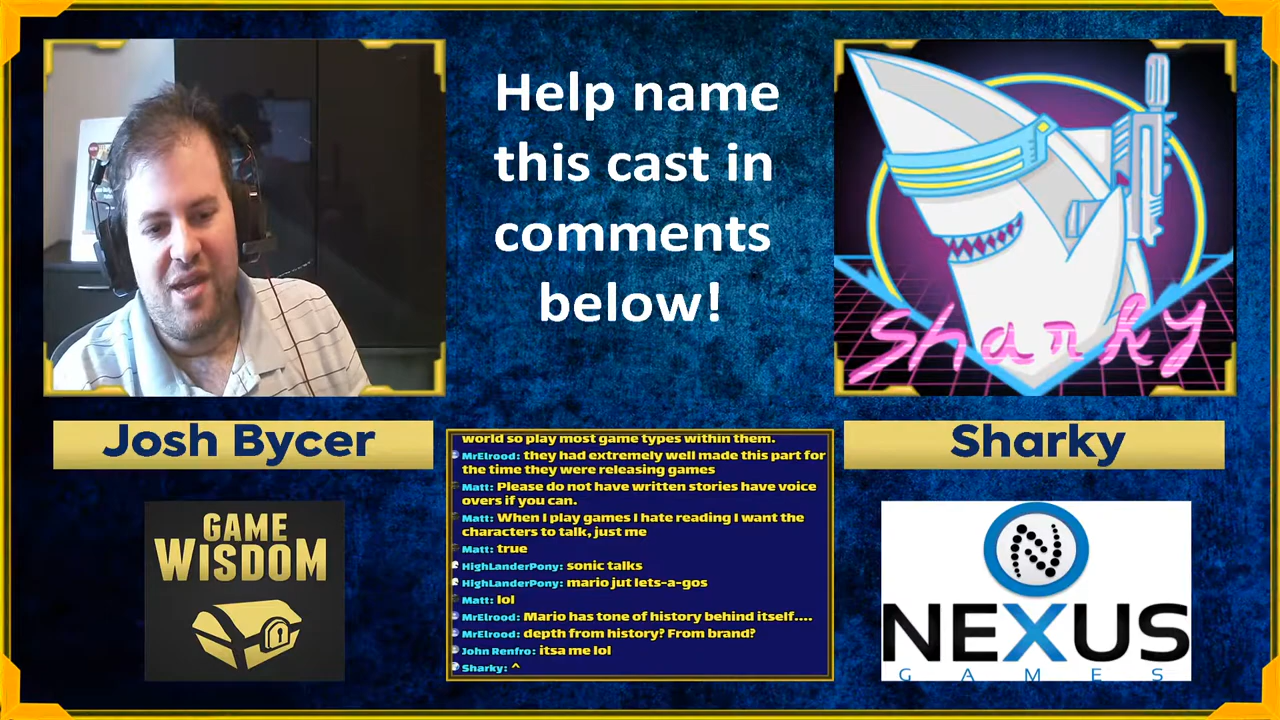 Help name
this cast in
comments
below!
Sharky
Josh Bycer
Sharky
world so play most game types within them.
MrElrood: they had extremely well made this part for
the time they were releasing games
Matt: Please do not have written stories have voice
overs if you can.
Matt: When I play games I hate reading I want the
characters to talk, just me
Matt: true
HighLanderPony: sonic talks
HighLanderPony: mario jut lets-a-gos
Matt: lol
MrElrood: Mario has tone of history behind itself....
MrElrood: depth from history? From brand?
John Renfro: itsa me lol
Sharky: ^
GAME
WISDOM
N
NEXUS
GAMES